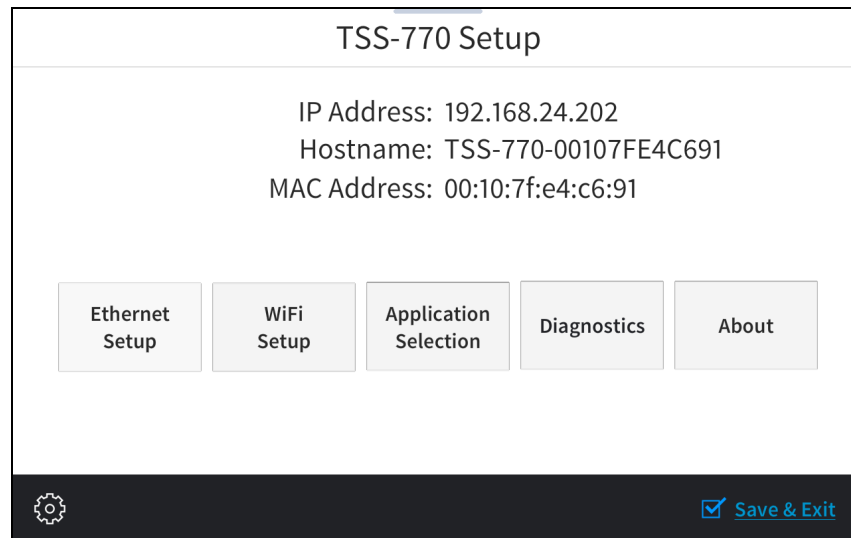 TSS-770 Setup
IP Address: 192.168.24.202
Hostname: TSS-770-00107FE4C691
MAC Address: 00:10:7f:e4:c6:91
Ethernet
Setup
WiFi
Setup
Application
Selection
Diagnostics
About
Save & Exit